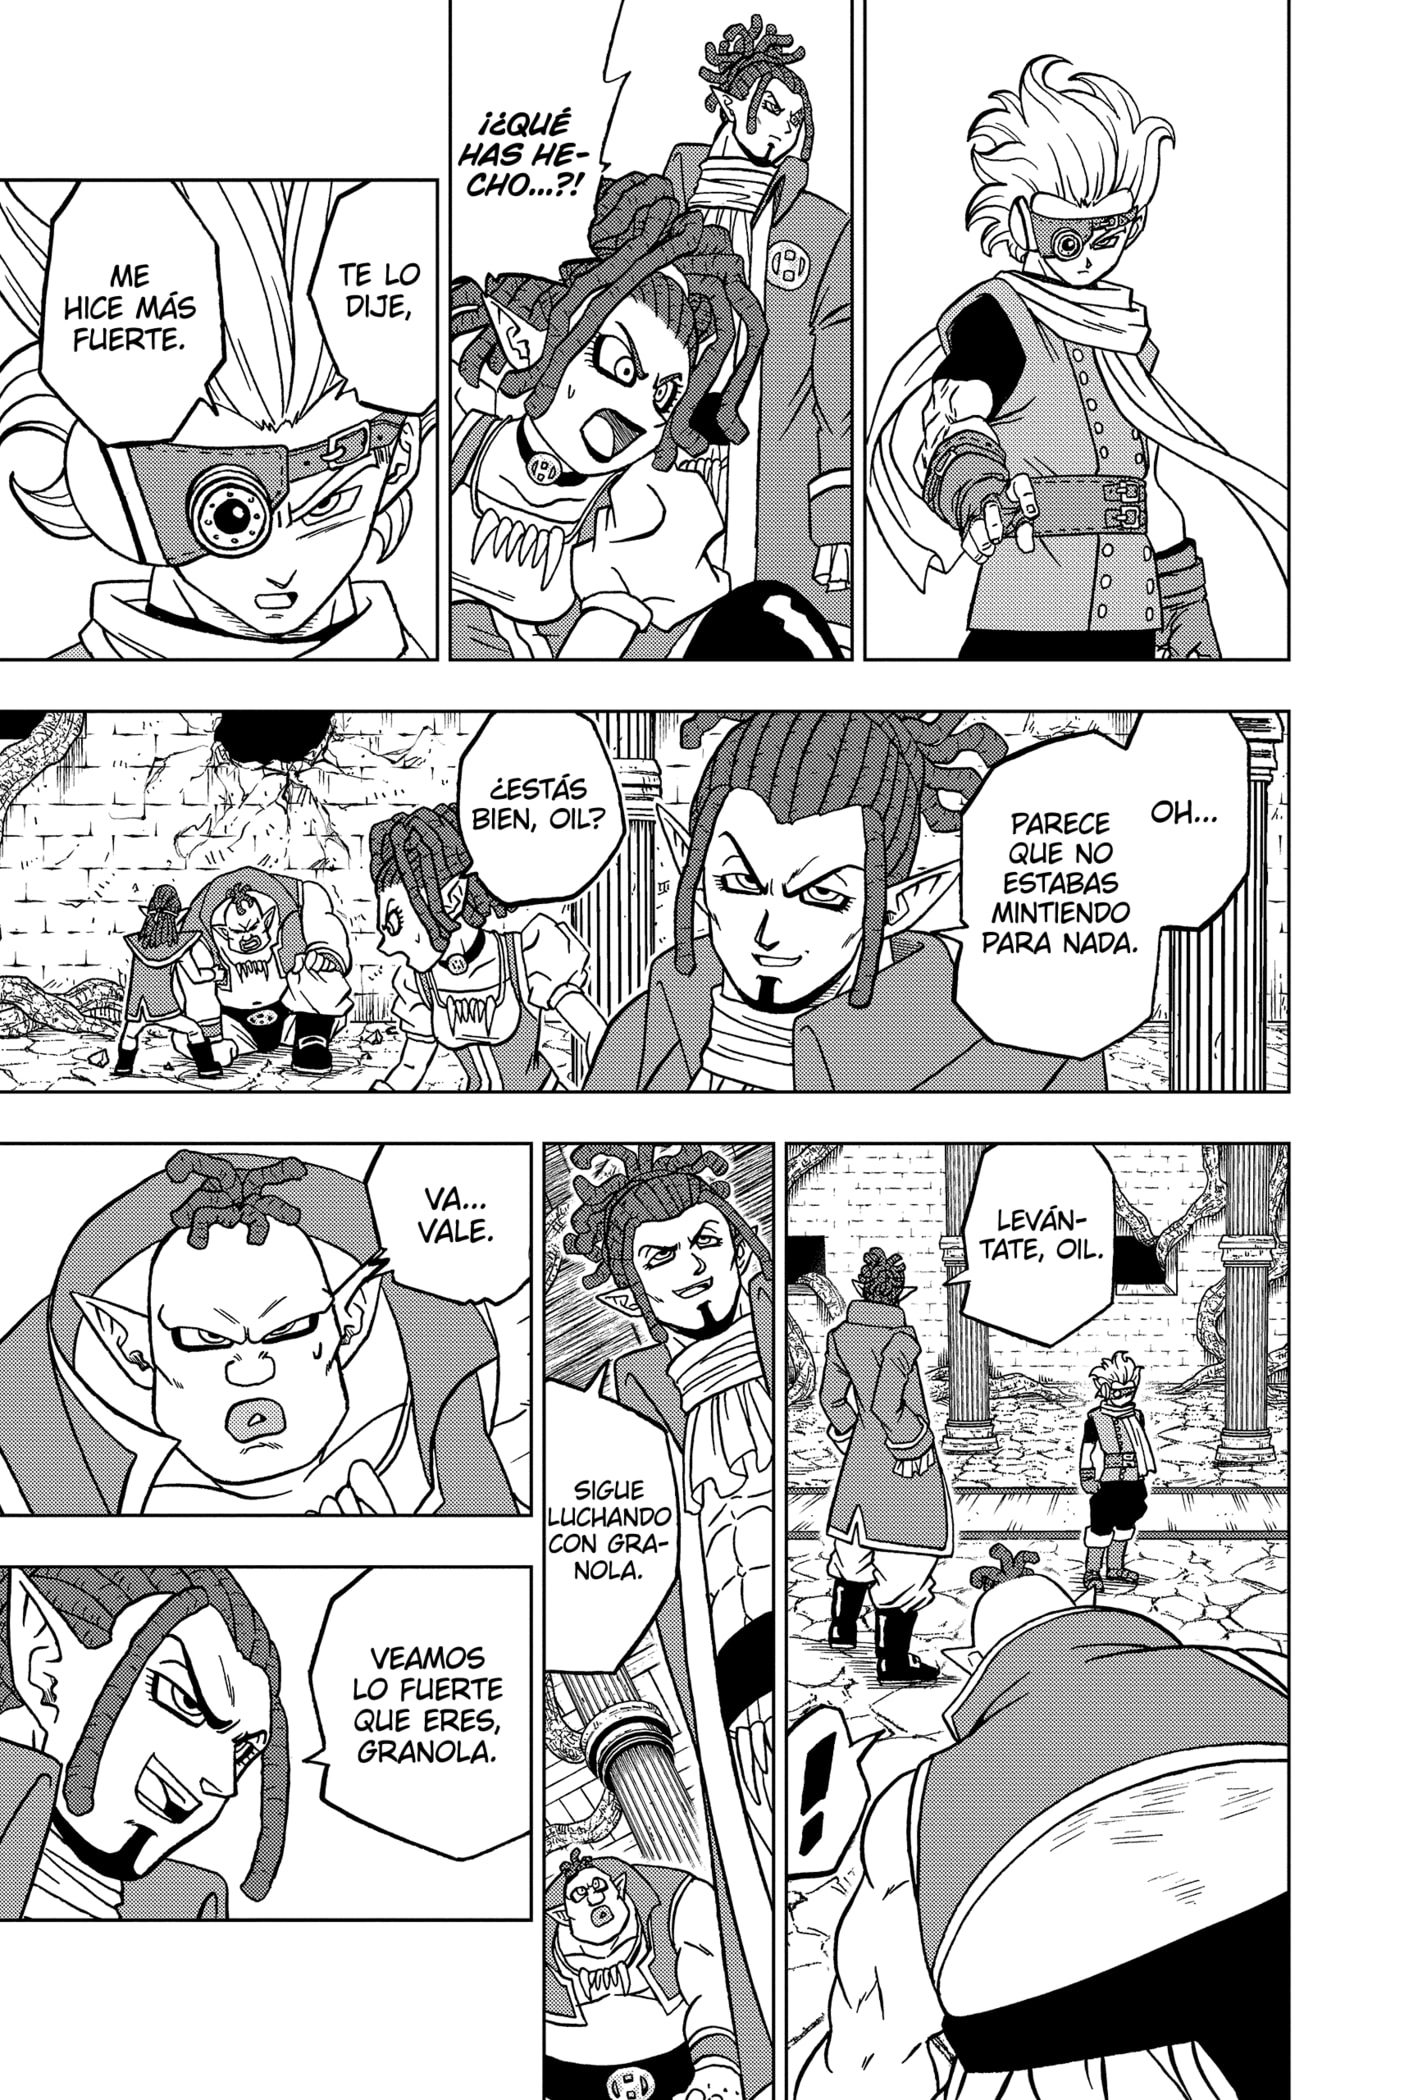 ¡¿QUÉ
HAS HE-
CHO...?!
TE LO
DIJE,
ME
HICE MÁS
FUERTE.
OH...
PARECE
QUE NO
ESTABAS
MINTIENDO
PARA NADA.
¿ESTÁS
BIEN, OIL?
LEVÁN-
TATE, OIL.
!
SIGUE
LUCHANDO
CON GRA-
NOLA.
VA...
VALE.
VEAMOS
LO FUERTE
QUE ERES,
GRANOLA.